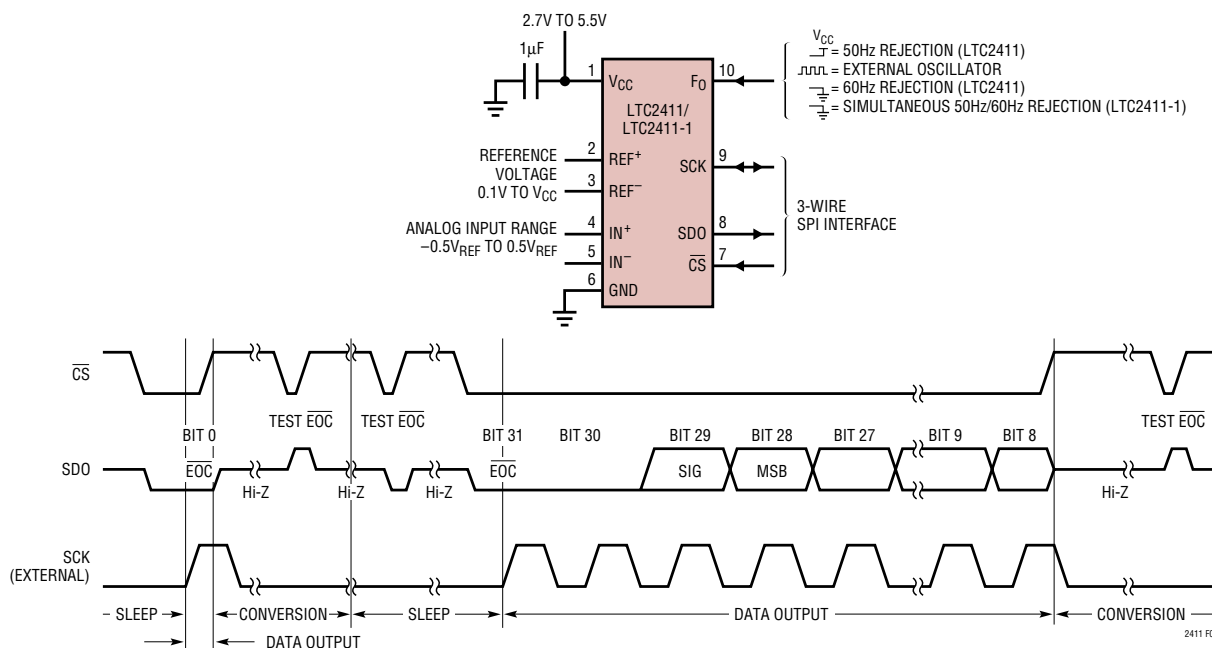 2.7V TO 5.5V
1µF
1
VCC
10
FO
LTC2411/
LTC2411-1
VCC
= 50Hz REJECTION (LTC2411)
= EXTERNAL OSCILLATOR
= 60Hz REJECTION (LTC2411)
= SIMULTANEOUS 50Hz/60Hz REJECTION (LTC2411-1)
REFERENCE
VOLTAGE
0.1V TO VCC
2
REF+
3
REF–
SCK
9
ANALOG INPUT RANGE
–0.5VREF TO 0.5VREF
4
IN+
5
IN–
6
GND
SDO
8
CS
7
3-WIRE
SPI INTERFACE
CS
TEST EOC
TEST EOC
TEST EOC
BIT 0
BIT 31
BIT 30
BIT 29
BIT 28
BIT 27
BIT 9
BIT 8
SDO
EOC
EOC
SIG
MSB
Hi-Z
Hi-Z
Hi-Z
Hi-Z
SCK
(EXTERNAL)
SLEEP
CONVERSION
SLEEP
DATA OUTPUT
CONVERSION
DATA OUTPUT